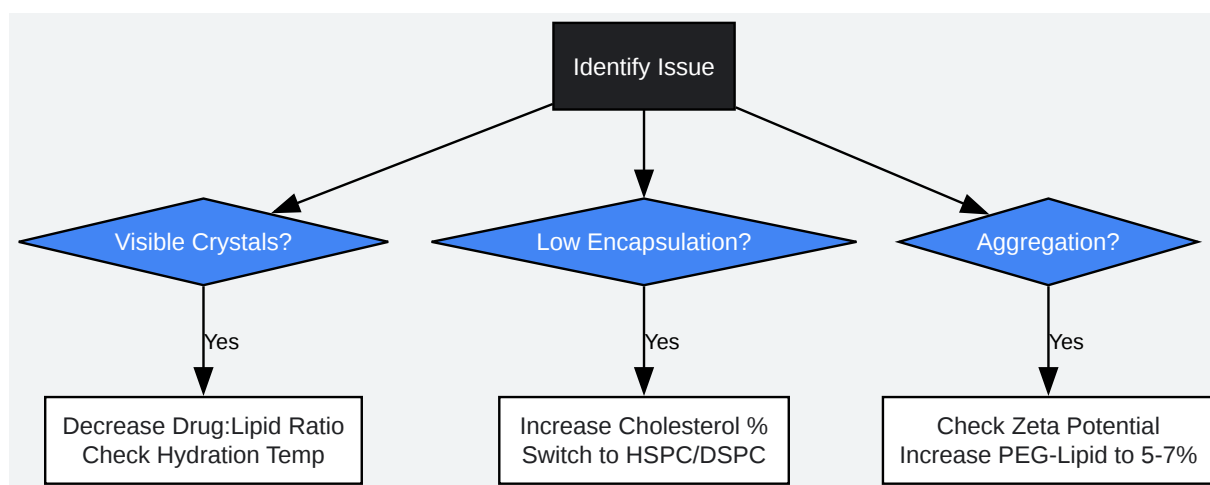 Identify Issue
Visible Crystals?
Low Encapsulation?
Aggregation?
Yes
Yes
Yes
Decrease Drug:Lipid Ratio
Check Hydration Temp
Increase Cholesterol %
Switch to HSPC/DSPC
Check Zeta Potential
Increase PEG-Lipid to 5-7%